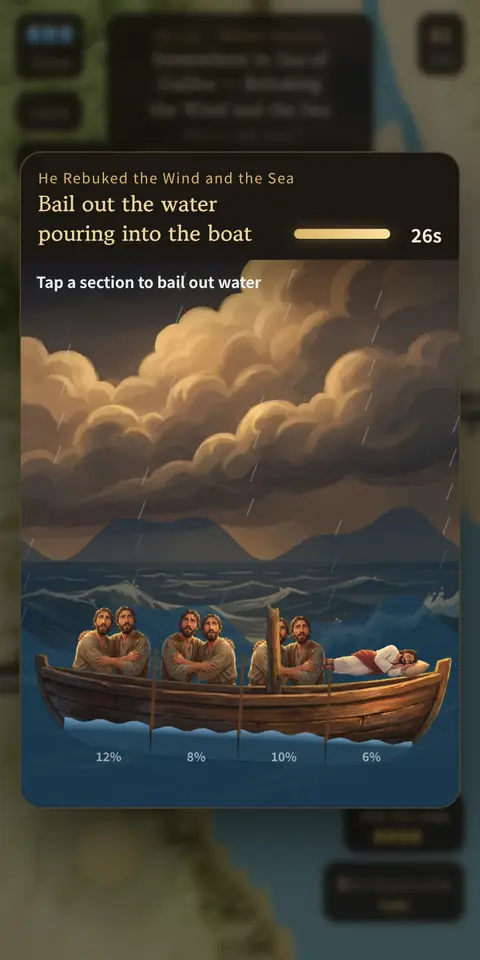 He Rebuked the Wind and the Sea
Bail out the water
pouring into the boat
26s
Tap a section to bail out water
12%
8%
10%
6%